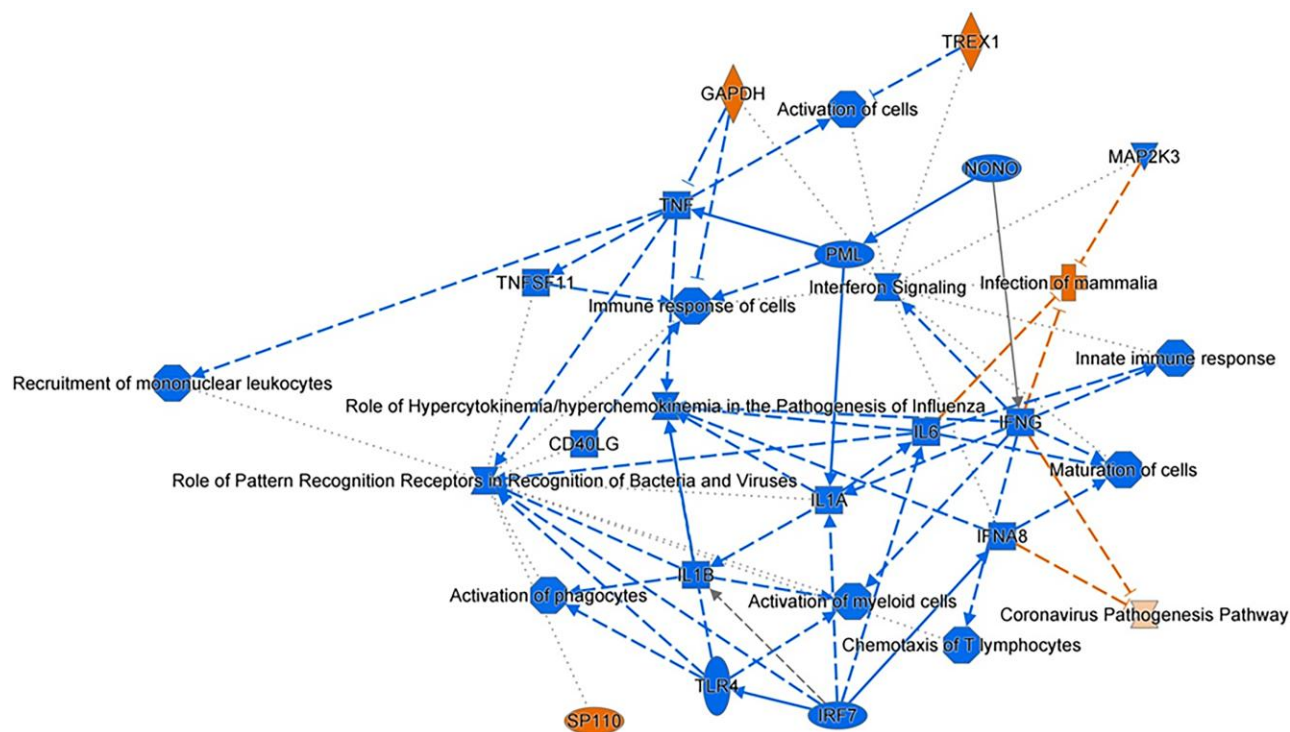 TREX1
GAPDH
Activation of cells
MAP2K3
NONO
TNF
PML
TNFSF11
Interferon Signaling
Infection of mammalia
Immune response of cells
Innate immune response
Recruitment of mononuclear leukocytes
Role of Hypercytokinemia/hyperchemokinemia in the Pathogenesis of Influenza
IL6
IFNG
CD40LG
Maturation of cells
Role of Pattern Recognition Receptors in Recognition of Bacteria and Viruses
IL1A
IFNA8
IL1B
Activation of phagocytes
Activation of myeloid cells
Coronavirus Pathogenesis Pathway
Chemotaxis of T lymphocytes
TLR4
IRF7
SP110